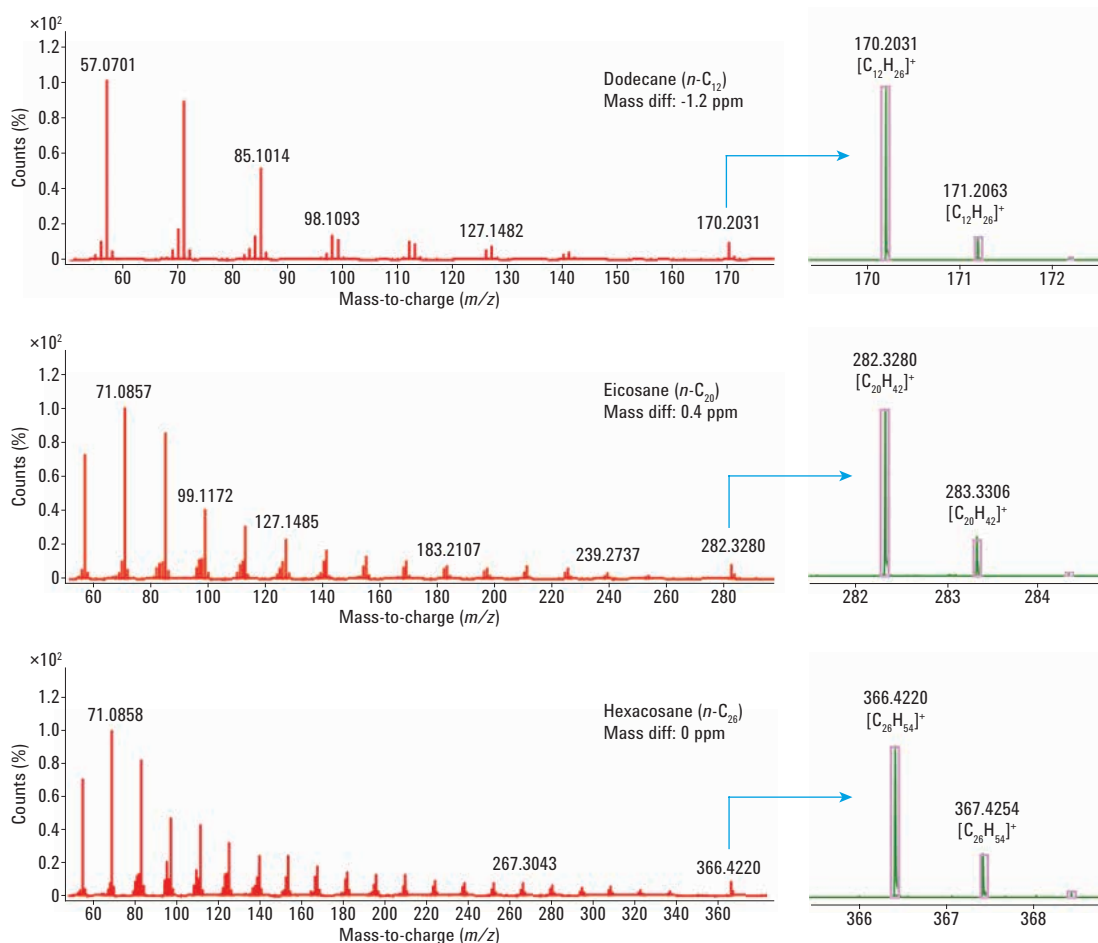 ×10²
1.2
1.0
0.8
0.6
0.4
0.2
0
Counts (%)
57.0701
85.1014
98.1093
127.1482
170.2031
Dodecane (n-C₁₂)
Mass diff: -1.2 ppm
60 70 80 90 100 110 120 130 140 150 160 170
Mass-to-charge (m/z)
170.2031
[C₁₂H₂₆]⁺
171.2063
[C₁₂H₂₆]⁺
170 171 172
×10²
1.2
1.0
0.8
0.6
0.4
0.2
0
Counts (%)
71.0857
99.1172
127.1485
183.2107
239.2737
282.3280
Eicosane (n-C₂₀)
Mass diff: 0.4 ppm
60 80 100 120 140 160 180 200 220 240 260 280
Mass-to-charge (m/z)
282.3280
[C₂₀H₄₂]⁺
283.3306
[C₂₀H₄₂]⁺
282 283 284
×10²
1.2
1.0
0.8
0.6
0.4
0.2
0
Counts (%)
71.0858
267.3043
366.4220
Hexacosane (n-C₂₆)
Mass diff: 0 ppm
60 80 100 120 140 160 180 200 220 240 260 280 300 320 340 360
Mass-to-charge (m/z)
366.4220
[C₂₆H₅₄]⁺
367.4254
[C₂₆H₅₄]⁺
366 367 368